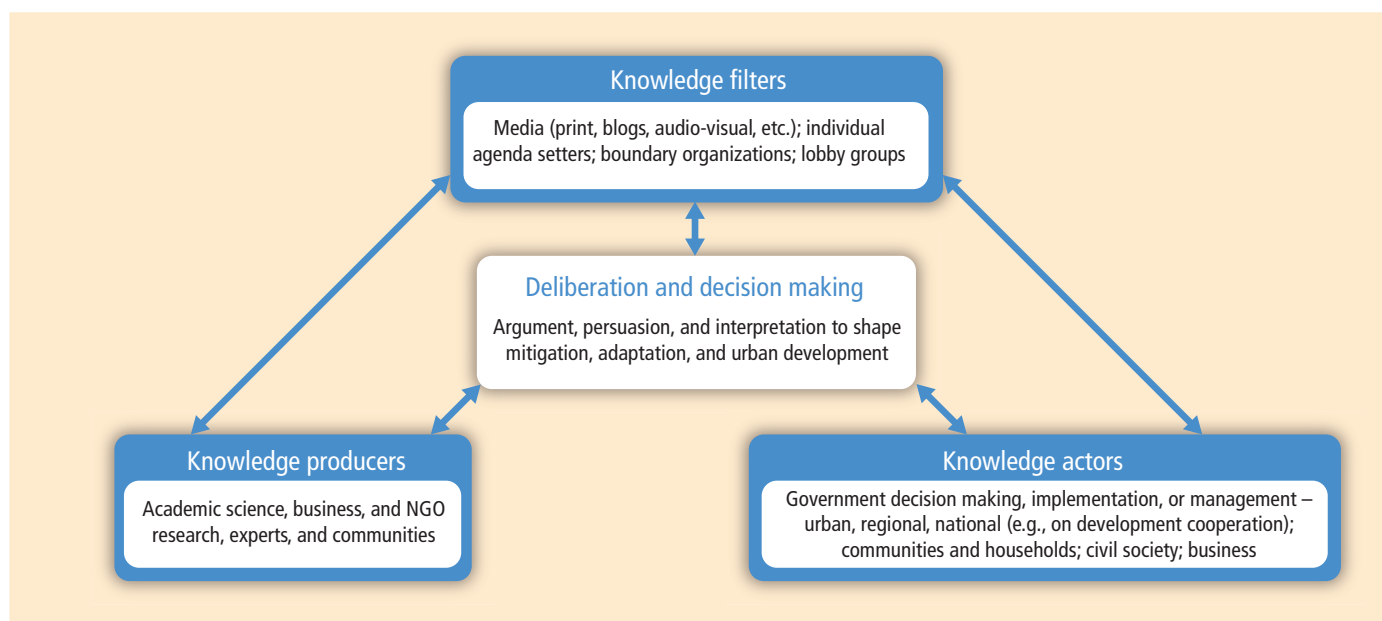 Knowledge filters
Media (print, blogs, audio-visual, etc.); individual
agenda setters; boundary organizations; lobby groups
Deliberation and decision making
Argument, persuasion, and interpretation to shape
mitigation, adaptation, and urban development
Knowledge producers
Academic science, business, and NGO
research, experts, and communities
Knowledge actors
Government decision making, implementation, or management –
urban, regional, national (e.g., on development cooperation);
communities and households; civil society; business